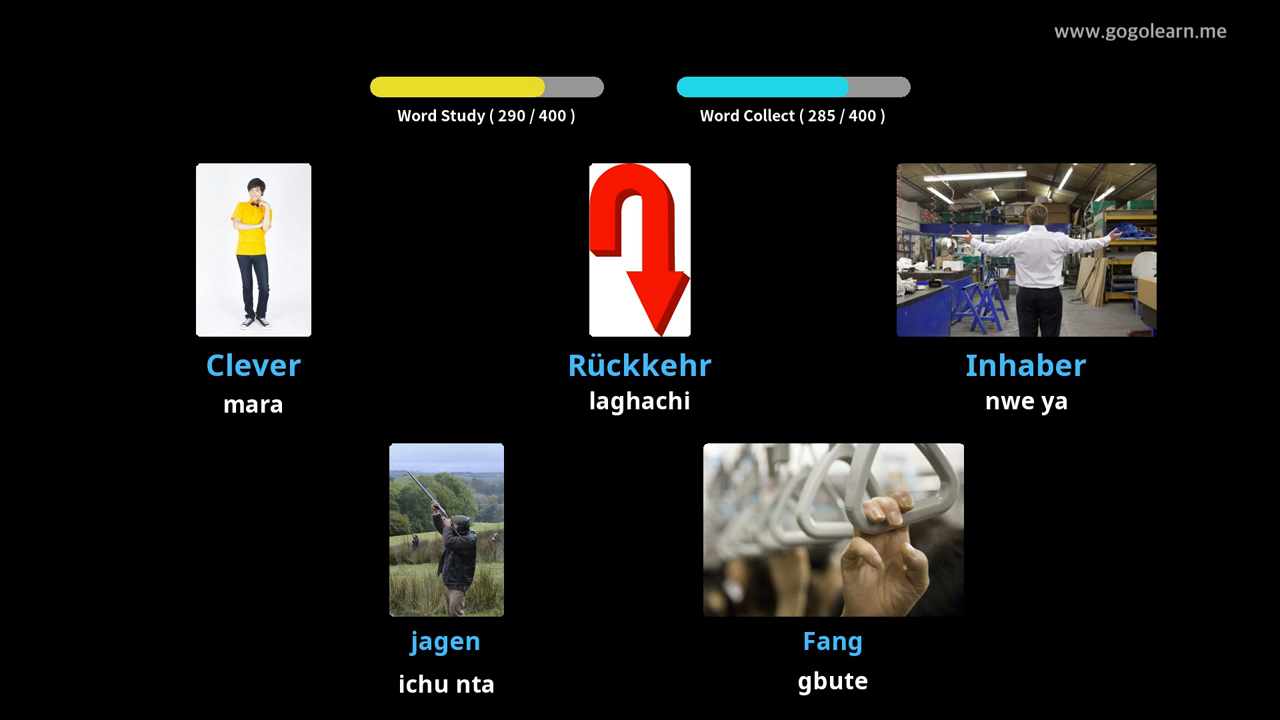 www.gogolearn.me
Word Study ( 290 / 400 )
Word Collect ( 285 / 400 )
Clever
mara
Rückkehr
laghachi
Inhaber
nwe ya
jagen
ichu nta
Fang
gbute